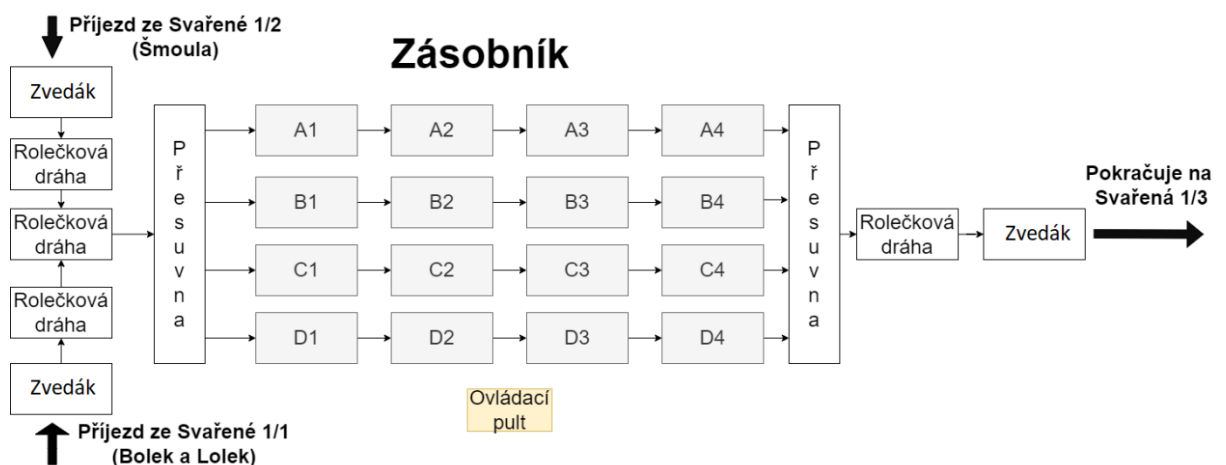 Příjezd ze Svařené 1/2
(Šmoula)
Zásobník
Zvedák
Rolečková
dráha
Rolečková
dráha
Rolečková
dráha
Zvedák
Příjezd ze Svařené 1/1
(Bolek a Lolek)
P
ř
e
s
u
v
n
a
A1
A2
A3
A4
B1
B2
B3
B4
C1
C2
C3
C4
D1
D2
D3
D4
Ovládací
pult
P
ř
e
s
u
v
n
a
Rolečková
dráha
Zvedák
Pokračuje na
Svařená 1/3